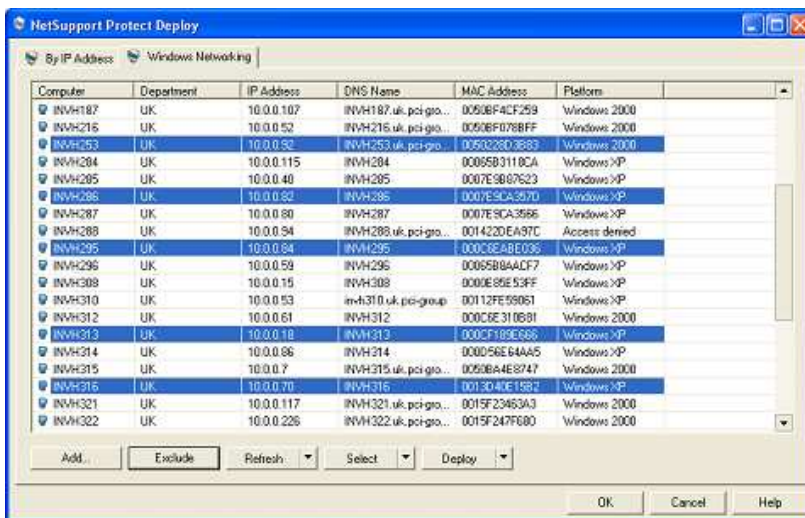 NetSupport Protect Deploy
By IP Address Windows Networking
Computer Department IP Address DNS Name MAC Address Platform
INVH187 UK 10.0.0.107 INVH187.uk.pci-gro... 0050BF4CF259 Windows 2000
INVH216 UK 10.0.0.52 INVH216.uk.pci-gro... 0050BF078BFF Windows 2000
INVH253 UK 10.0.0.92 INVH253.uk.pci-gro... 0050228D3B83 Windows 2000
INVH284 UK 10.0.0.115 INVH284 00065B3118CA Windows XP
INVH285 UK 10.0.0.40 INVH285 0007E9B87623 Windows XP
INVH286 UK 10.0.0.82 INVH286 0007E9CA357D Windows XP
INVH287 UK 10.0.0.80 INVH287 0007E9CA3566 Windows XP
INVH288 UK 10.0.0.94 INVH288.uk.pci-gro... 001422DEA97C Access denied
INVH295 UK 10.0.0.84 INVH295 000C6EABE036 Windows XP
INVH296 UK 10.0.0.59 INVH296 00065B8AACF7 Windows XP
INVH308 UK 10.0.0.15 INVH308 0000E85E53FF Windows XP
INVH310 UK 10.0.0.53 invh310.uk.pci-group 00112FE59061 Windows XP
INVH312 UK 10.0.0.61 INVH312 000C6E310B81 Windows 2000
INVH313 UK 10.0.0.18 INVH313 000CF189E666 Windows XP
INVH314 UK 10.0.0.86 INVH314 000D56E64AA5 Windows XP
INVH315 UK 10.0.0.7 INVH315.uk.pci-gro... 0050BA4E8747 Windows 2000
INVH316 UK 10.0.0.70 INVH316 0013D40E15B2 Windows XP
INVH321 UK 10.0.0.117 INVH321.uk.pci-gro... 0015F23463A3 Windows 2000
INVH322 UK 10.0.0.226 INVH322.uk.pci-gro... 0015F247F680 Windows 2000
Add... Exclude Refresh Select Deploy
OK Cancel Help